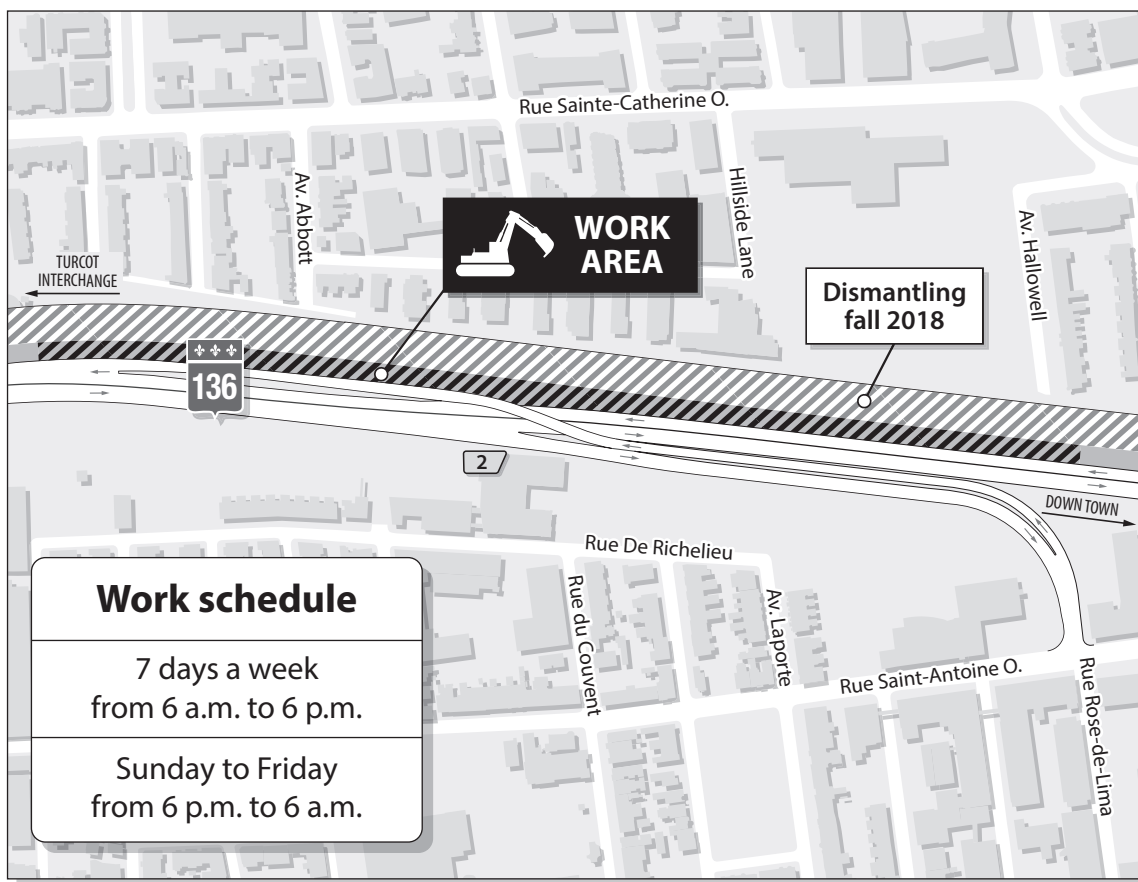 Rue Sainte-Catherine O.
Av. Abbott
Hillside Lane
Av. Hallowell
WORK
AREA
TURCOT
INTERCHANGE
Dismantling
fall 2018
136
2
DOWN TOWN
Rue De Richelieu
Rue du Couvent
Av. Laporte
Rue Saint-Antoine O.
Rue Rose-de-Lima
Work schedule
7 days a week
from 6 a.m. to 6 p.m.
Sunday to Friday
from 6 p.m. to 6 a.m.